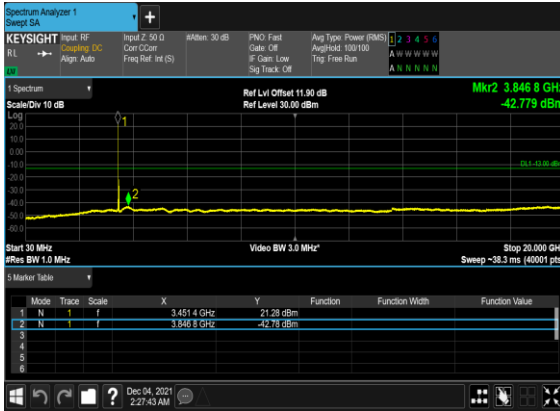 Spectrum Analyzer 1
Swept SA
KEYSIGHT
RL
Input: RF
Coupling: DC
Align: Auto
Input Z: 50 Ω
Corr CCorr
Freq Ref: Int (S)
#Atten: 30 dB
PNO: Fast
Gate: Off
IF Gain: Low
Sig Track: Off
Avg Type: Power (RMS)
Avg|Hold: 100/100
Trig: Free Run
1 2 3 4 5 6
A W W W W W
A N N N N N
1 Spectrum
Scale/Div 10 dB
Ref Lvl Offset 11.90 dB
Ref Level 30.00 dBm
Mkr2 3.846 8 GHz
-42.779 dBm
Log
20.0
10.0
0.00
-10.0
-20.0
-30.0
-40.0
-50.0
-60.0
1
2
DL1 -13.00 dBm
Start 30 MHz
#Res BW 1.0 MHz
Video BW 3.0 MHz*
Stop 20.000 GHz
Sweep ~38.3 ms (40001 pts)
5 Marker Table
Mode Trace Scale X Y Function Function Width Function Value
1 N 1 f 3.451 4 GHz 21.28 dBm
2 N 1 f 3.846 8 GHz -42.78 dBm
3
4
5
6
Dec 04, 2021
2:27:43 AM